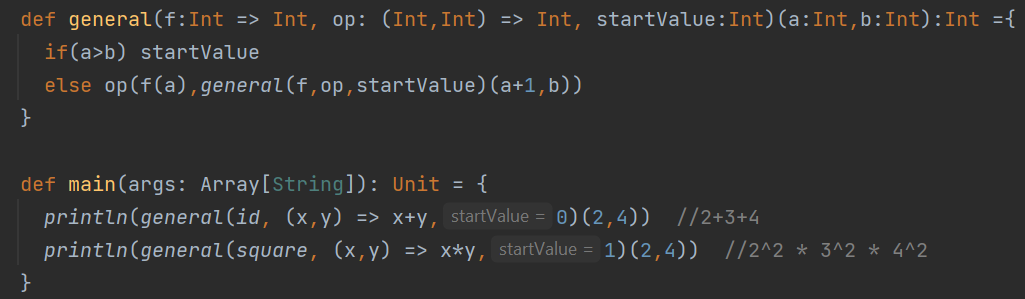 def general(f:Int => Int, op: (Int,Int) => Int, startValue:Int)(a:Int,b:Int):Int ={
if(a>b) startValue
else op(f(a),general(f,op,startValue)(a+1,b))
}
def main(args: Array[String]): Unit = {
println(general(id, (x,y) => x+y, startValue = 0)(2,4)) //2+3+4
println(general(square, (x,y) => x*y, startValue = 1)(2,4)) //2^2 * 3^2 * 4^2
}